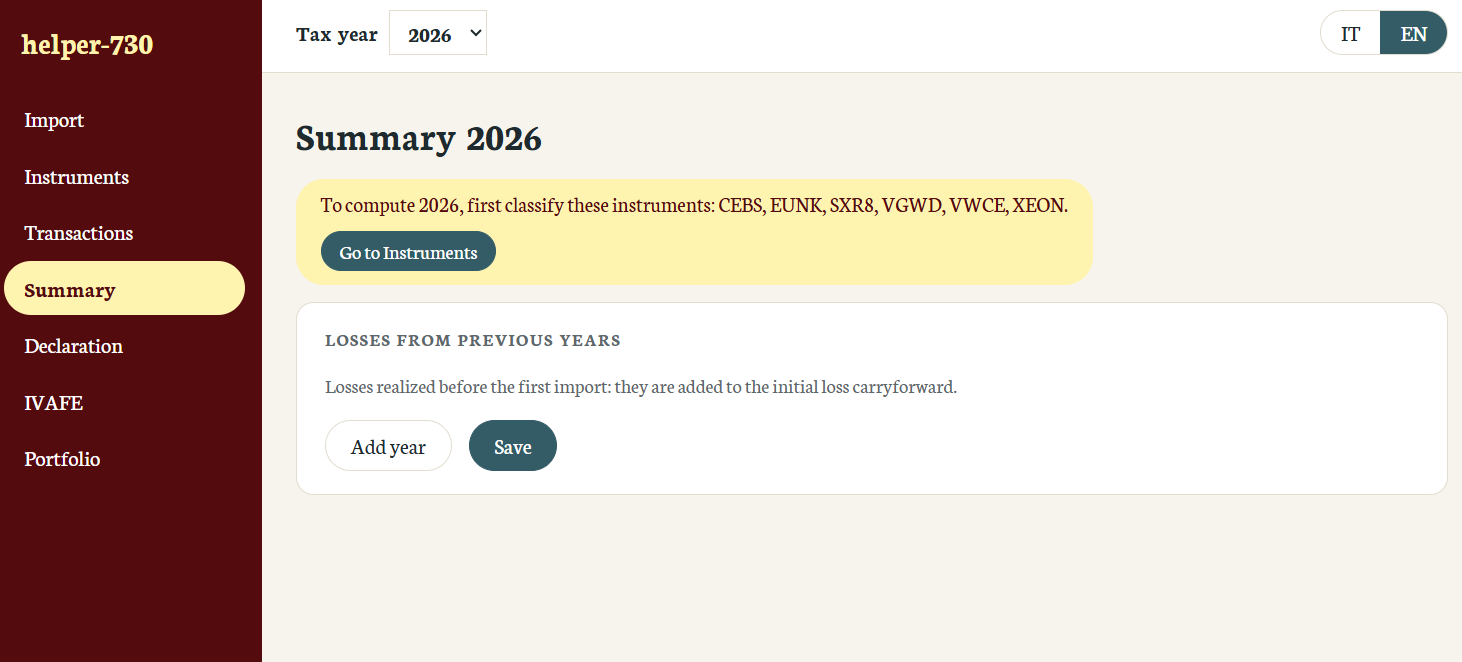 helper-730
Import
Instruments
Transactions
Summary
Declaration
IVAFE
Portfolio
Tax year 2026
IT EN
Summary 2026
To compute 2026, first classify these instruments: CEBS, EUNK, SXR8, VGWD, VWCE, XEON.
Go to Instruments
LOSSES FROM PREVIOUS YEARS
Losses realized before the first import: they are added to the initial loss carryforward.
Add year Save